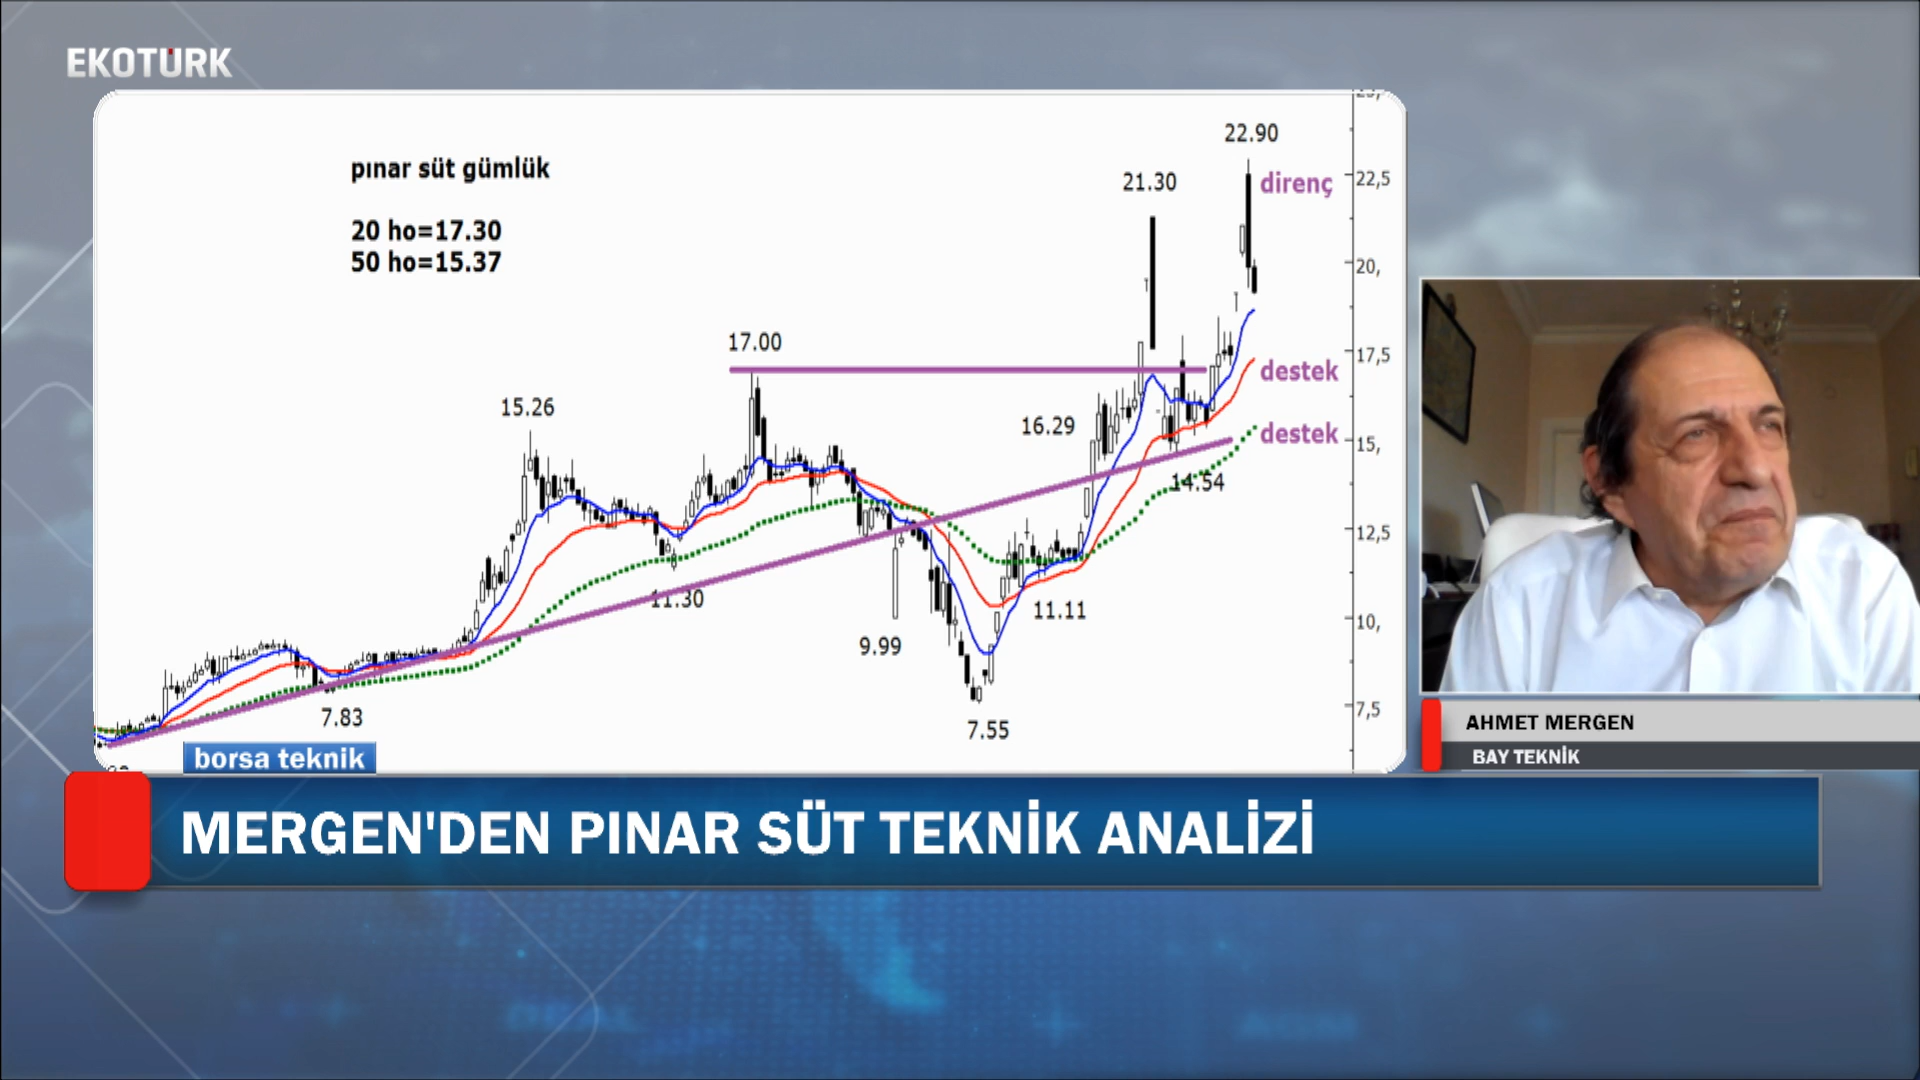 EKOTÜRK
pınar süt gümlük
20 ho=17.30
50 ho=15.37
22.90
direnç
21.30
22,5
20,
17.00
17,5
destek
15.26
16.29
destek
15,
14.54
12,5
11.30
11.11
10,
9.99
7.83
7.55
7,5
borsa teknik
AHMET MERGEN
BAY TEKNİK
MERGEN'DEN PINAR SÜT TEKNİK ANALİZİ